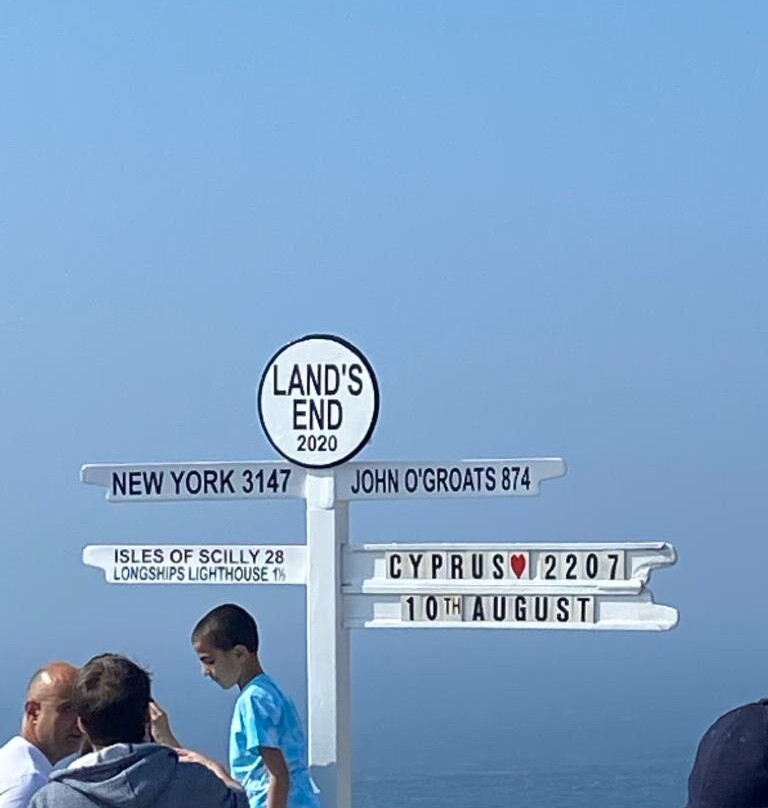 LAND'S
END
2020
NEW YORK 3147
JOHN O'GROATS 874
ISLES OF SCILLY 28
LONGSHIPS LIGHTHOUSE 1½
CYPRUS♥2207
10TH AUGUST